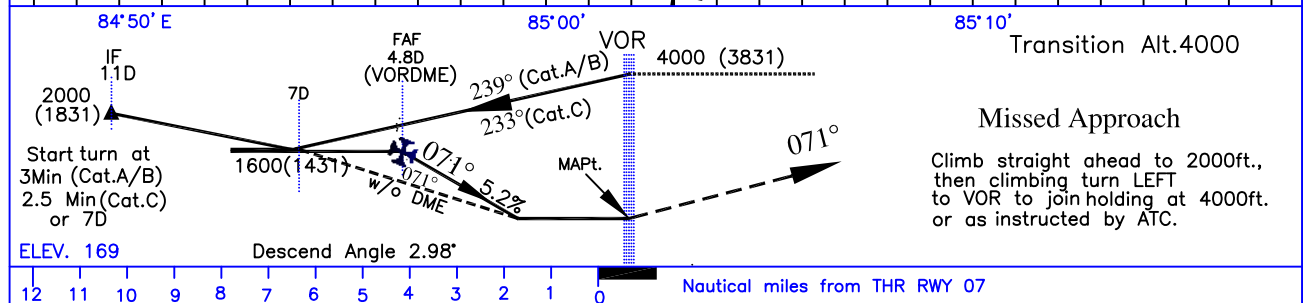 84°50' E
85°00'
85°10'
Transition Alt.4000
IF
11D
2000
(1831)
FAF
4.8D
(VORDME)
7D
VOR
4000 (3831)
239° (Cat.A/B)
233°(Cat.C)
1600(1431)
071°
071°
5.2%
w/o DME
MAPt.
071°
Start turn at
3Min (Cat.A/B)
2.5 Min(Cat.C)
or 7D
Missed Approach
Climb straight ahead to 2000ft.,
then climbing turn LEFT
to VOR to join holding at 4000ft.
or as instructed by ATC.
ELEV. 169
Descend Angle 2.98°
12 11 10 9 8 7 6 5 4 3 2 1 0
Nautical miles from THR RWY 07